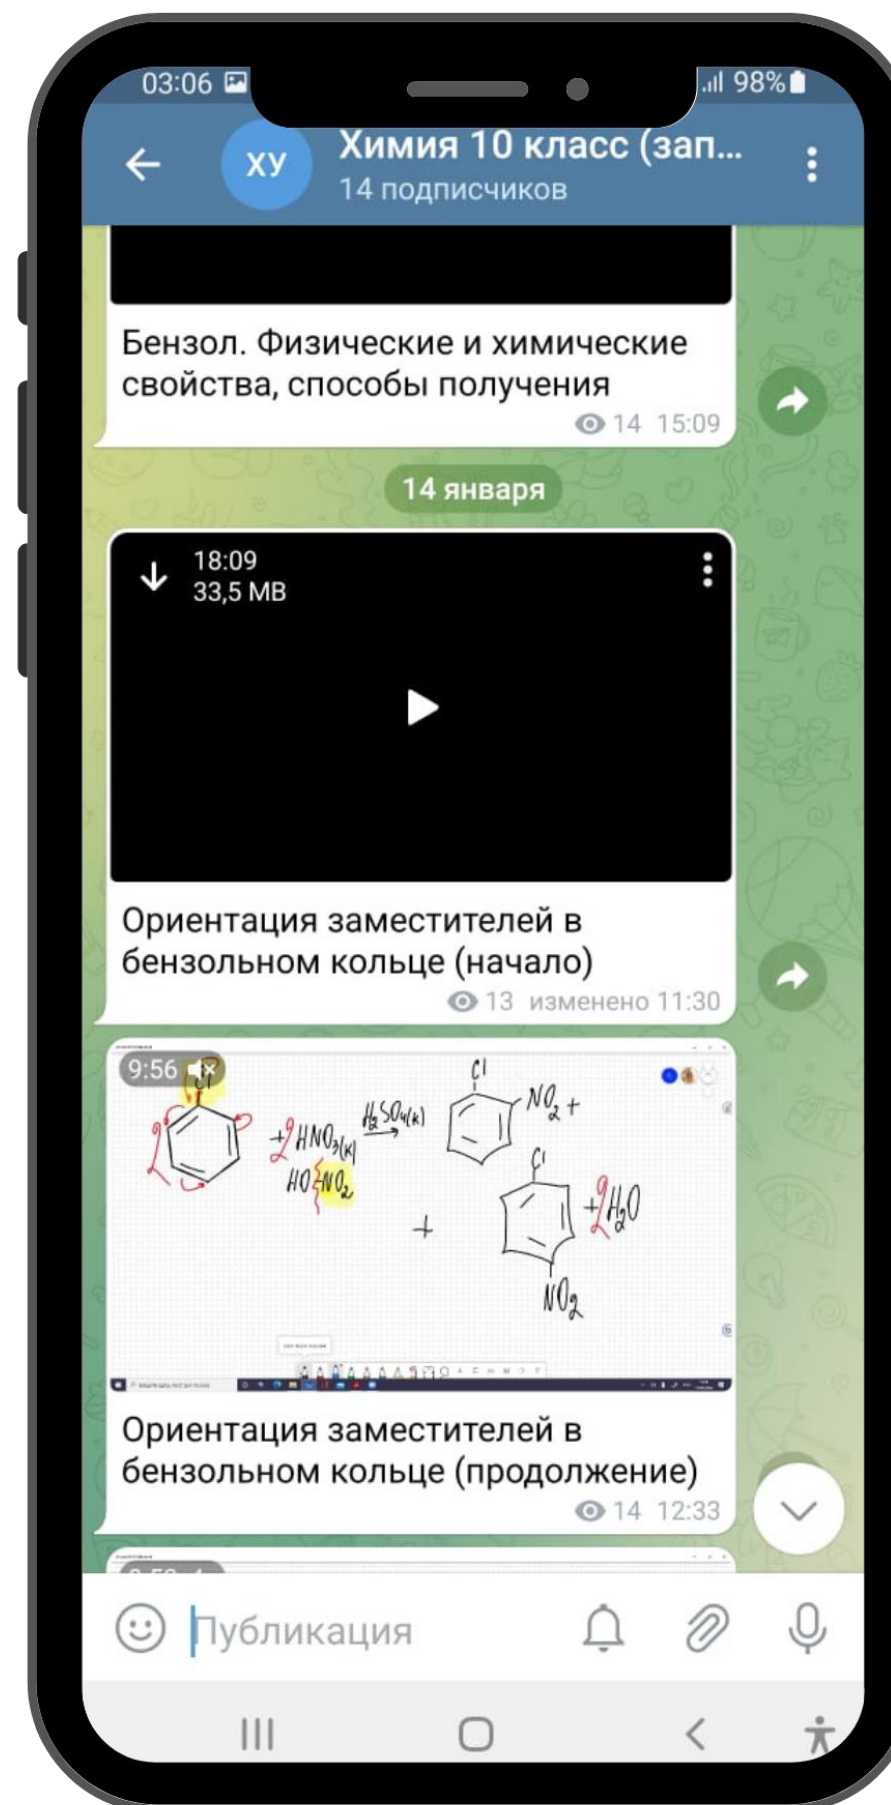 03:06
98%
ХУ
Химия 10 класс (зап...
14 подписчиков
Бензол. Физические и химические
свойства, способы получения
14 15:09
14 января
18:09
33,5 MB
Ориентация заместителей в
бензольном кольце (начало)
13 изменено 11:30
9:56
Cl
2
+2HNO3(к)
HO-NO2
H2SO4(к)
Cl
NO2 +
+
Cl
NO2
+2H2O
Ориентация заместителей в
бензольном кольце (продолжение)
14 12:33
Публикация